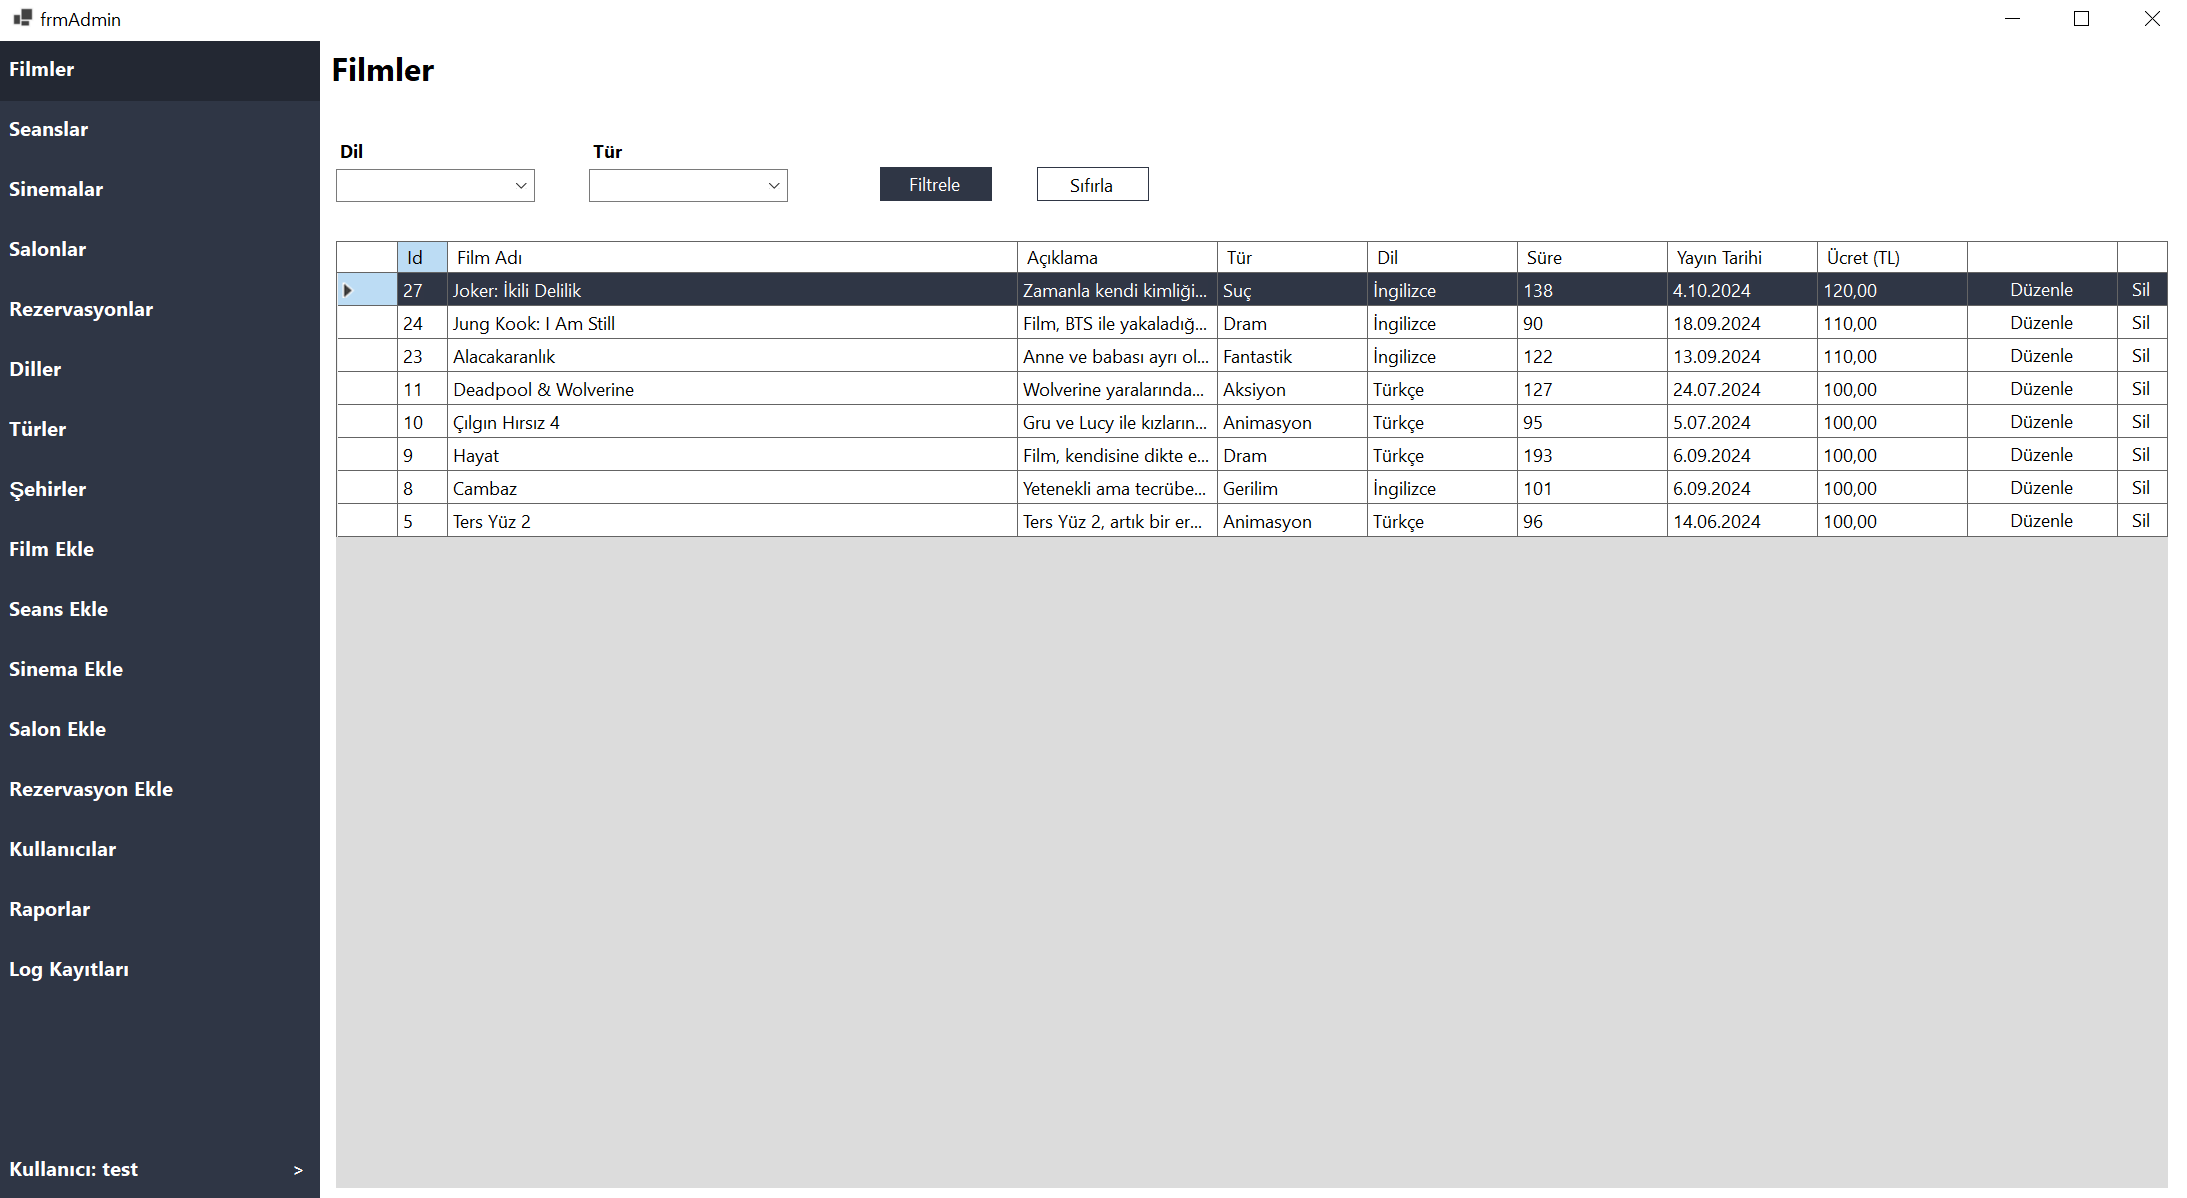 frmAdmin
Filmler
Seanslar
Sinemalar
Salonlar
Rezervasyonlar
Diller
Türler
Şehirler
Film Ekle
Seans Ekle
Sinema Ekle
Salon Ekle
Rezervasyon Ekle
Kullanıcılar
Raporlar
Log Kayıtları
Kullanıcı: test >
Filmler
Dil Tür
Filtrele Sıfırla
Id Film Adı Açıklama Tür Dil Süre Yayın Tarihi Ücret (TL)
27 Joker: İkili Delilik Zamanla kendi kimliği... Suç İngilizce 138 4.10.2024 120,00 Düzenle Sil
24 Jung Kook: I Am Still Film, BTS ile yakaladığ... Dram İngilizce 90 18.09.2024 110,00 Düzenle Sil
23 Alacakaranlık Anne ve babası ayrı ol... Fantastik İngilizce 122 13.09.2024 110,00 Düzenle Sil
11 Deadpool & Wolverine Wolverine yaralarında... Aksiyon Türkçe 127 24.07.2024 100,00 Düzenle Sil
10 Çılgın Hırsız 4 Gru ve Lucy ile kızların... Animasyon Türkçe 95 5.07.2024 100,00 Düzenle Sil
9 Hayat Film, kendisine dikte e... Dram Türkçe 193 6.09.2024 100,00 Düzenle Sil
8 Cambaz Yetenekli ama tecrübe... Gerilim İngilizce 101 6.09.2024 100,00 Düzenle Sil
5 Ters Yüz 2 Ters Yüz 2, artık bir er... Animasyon Türkçe 96 14.06.2024 100,00 Düzenle Sil